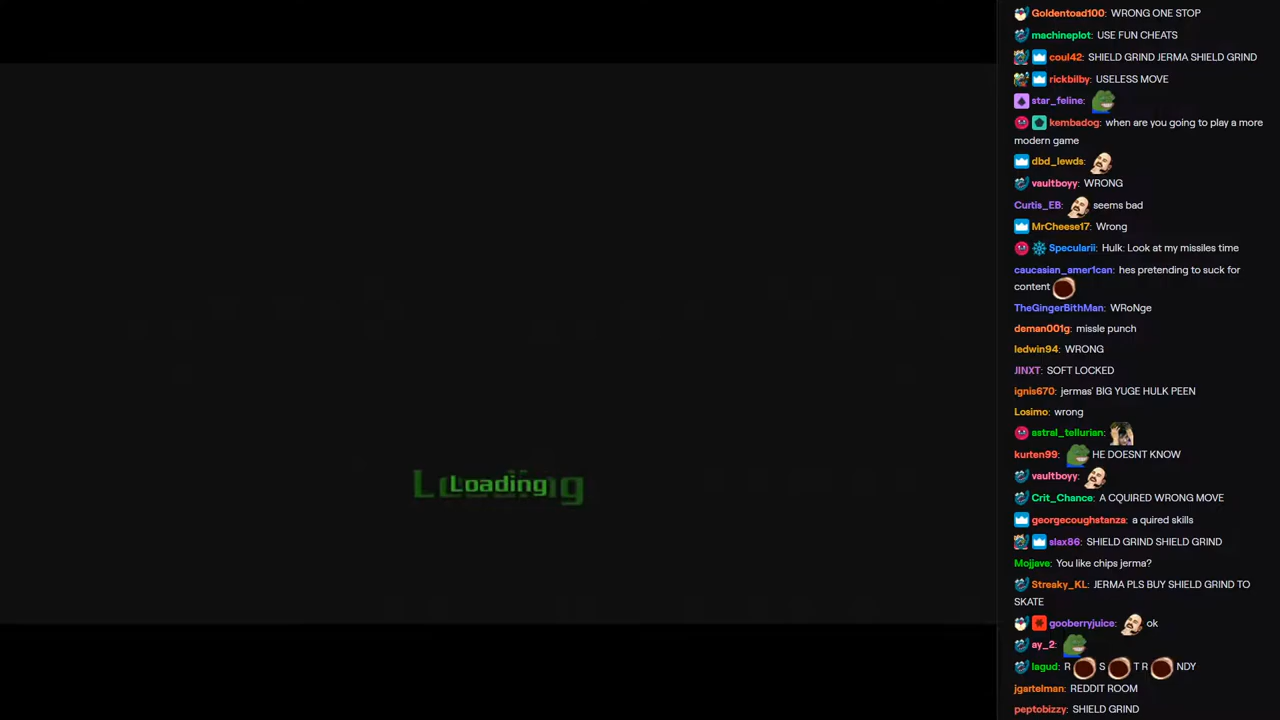 Loading
Goldentoad100: WRONG ONE STOP
machineplot: USE FUN CHEATS
coul42: SHIELD GRIND JERMA SHIELD GRIND
rickbilby: USELESS MOVE
star_feline:
kembadog: when are you going to play a more
modern game
dbd_lewds:
vaultboyy: WRONG
Curtis_EB: seems bad
MrCheese17: Wrong
Specularii: Hulk: Look at my missiles time
caucasian_amer1can: hes pretending to suck for
content
TheGingerBithMan: WRoNge
deman001g: missle punch
ledwin94: WRONG
JINXT: SOFT LOCKED
ignis670: jermas' BIG YUGE HULK PEEN
Losimo: wrong
astral_tellurian:
kurten99: HE DOESNT KNOW
vaultboyy:
Crit_Chance: A CQUIRED WRONG MOVE
georgecoughstanza: a quired skills
slax86: SHIELD GRIND SHIELD GRIND
Mojjave: You like chips jerma?
Streaky_KL: JERMA PLS BUY SHIELD GRIND TO
SKATE
gooberryjuice: ok
ay_2:
lagud: R S T R NDY
jgartelman: REDDIT ROOM
peptobizzy: SHIELD GRIND